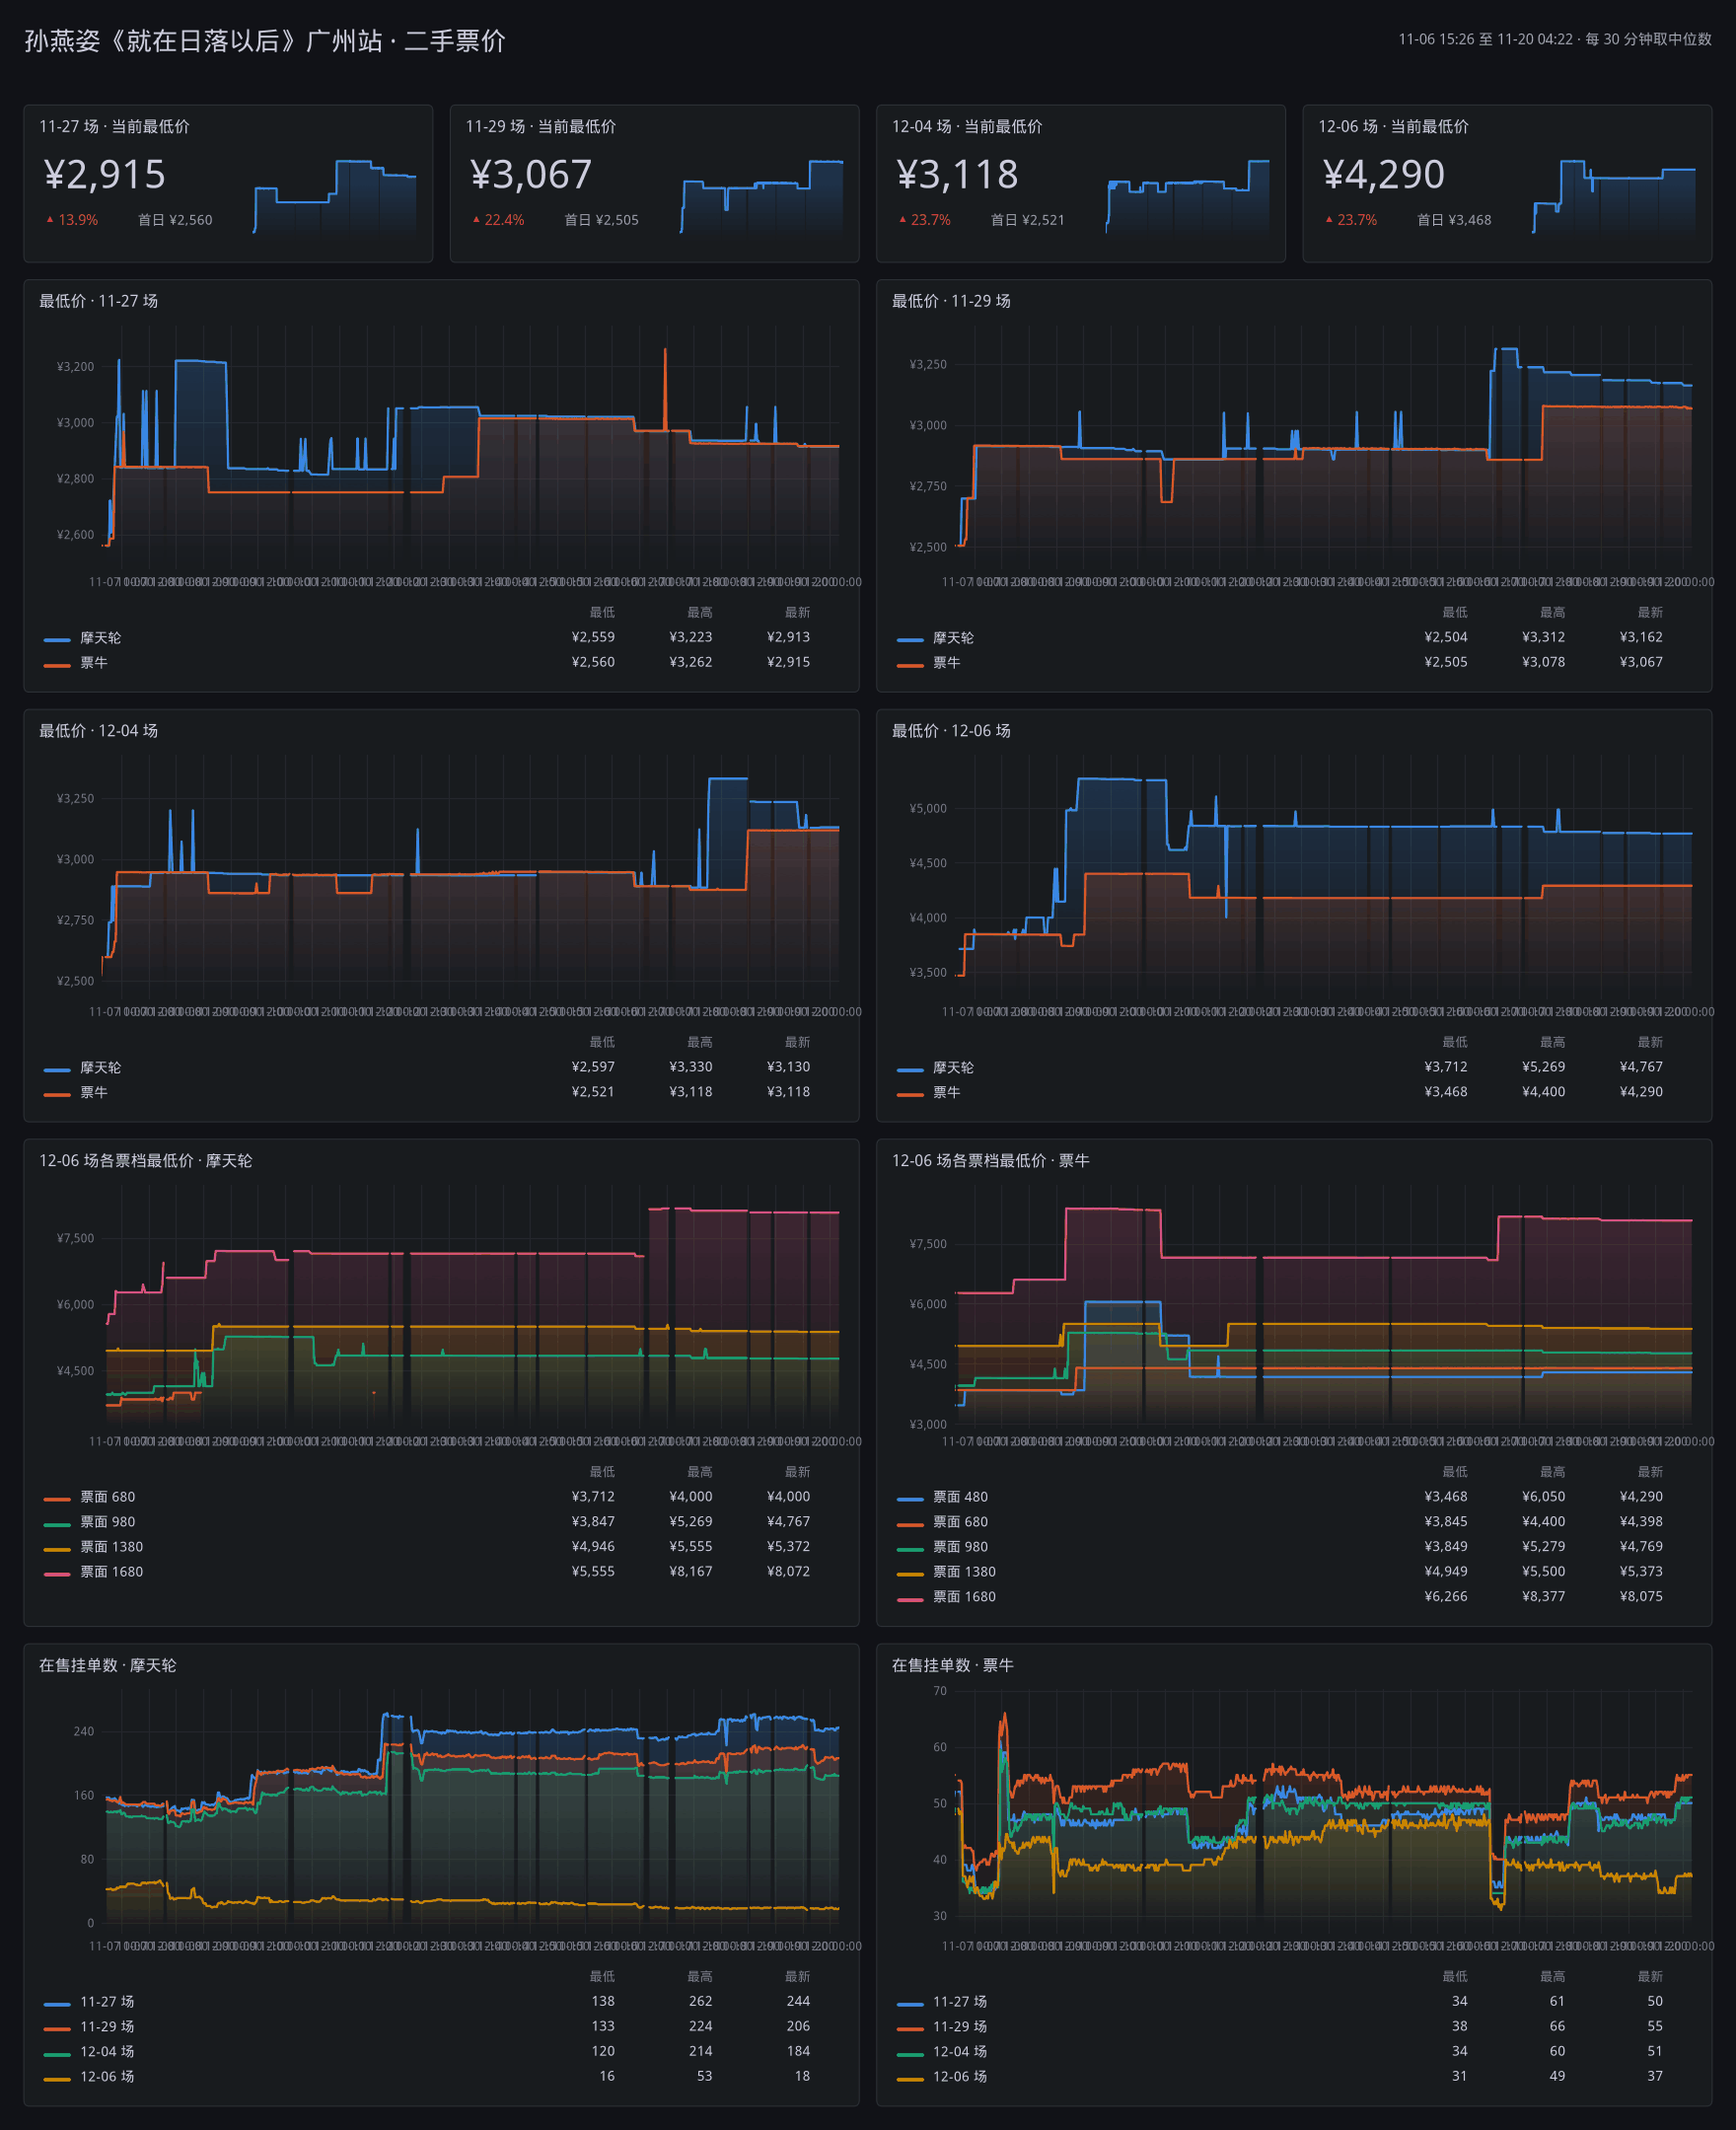 孙燕姿《就在日落以后》广州站 · 二手票价
11-06 15:26 至 11-20 04:22 · 每 30 分钟取中位数
11-27 场 · 当前最低价
¥2,915
▲ 13.9% 首日 ¥2,560
11-29 场 · 当前最低价
¥3,067
▲ 22.4% 首日 ¥2,505
12-04 场 · 当前最低价
¥3,118
▲ 23.7% 首日 ¥2,521
12-06 场 · 当前最低价
¥4,290
▲ 23.7% 首日 ¥3,468
最低价 · 11-27 场
¥3,200
¥3,000
¥2,800
¥2,600
最低 最高 最新
摩天轮 ¥2,559 ¥3,223 ¥2,913
票牛 ¥2,560 ¥3,262 ¥2,915
最低价 · 11-29 场
¥3,250
¥3,000
¥2,750
¥2,500
最低 最高 最新
摩天轮 ¥2,504 ¥3,312 ¥3,162
票牛 ¥2,505 ¥3,078 ¥3,067
最低价 · 12-04 场
¥3,250
¥3,000
¥2,750
¥2,500
最低 最高 最新
摩天轮 ¥2,597 ¥3,330 ¥3,130
票牛 ¥2,521 ¥3,118 ¥3,118
最低价 · 12-06 场
¥5,000
¥4,500
¥4,000
¥3,500
最低 最高 最新
摩天轮 ¥3,712 ¥5,269 ¥4,767
票牛 ¥3,468 ¥4,400 ¥4,290
12-06 场各票档最低价 · 摩天轮
¥7,500
¥6,000
¥4,500
最低 最高 最新
票面 680 ¥3,712 ¥4,000 ¥4,000
票面 980 ¥3,847 ¥5,269 ¥4,767
票面 1380 ¥4,946 ¥5,555 ¥5,372
票面 1680 ¥5,555 ¥8,167 ¥8,072
12-06 场各票档最低价 · 票牛
¥7,500
¥6,000
¥4,500
¥3,000
最低 最高 最新
票面 480 ¥3,468 ¥6,050 ¥4,290
票面 680 ¥3,845 ¥4,400 ¥4,398
票面 980 ¥3,849 ¥5,279 ¥4,769
票面 1380 ¥4,949 ¥5,500 ¥5,373
票面 1680 ¥6,266 ¥8,377 ¥8,075
在售挂单数 · 摩天轮
240
160
80
0
最低 最高 最新
11-27 场 138 262 244
11-29 场 133 224 206
12-04 场 120 214 184
12-06 场 16 53 18
在售挂单数 · 票牛
70
60
50
40
30
最低 最高 最新
11-27 场 34 61 50
11-29 场 38 66 55
12-04 场 34 60 51
12-06 场 31 49 37